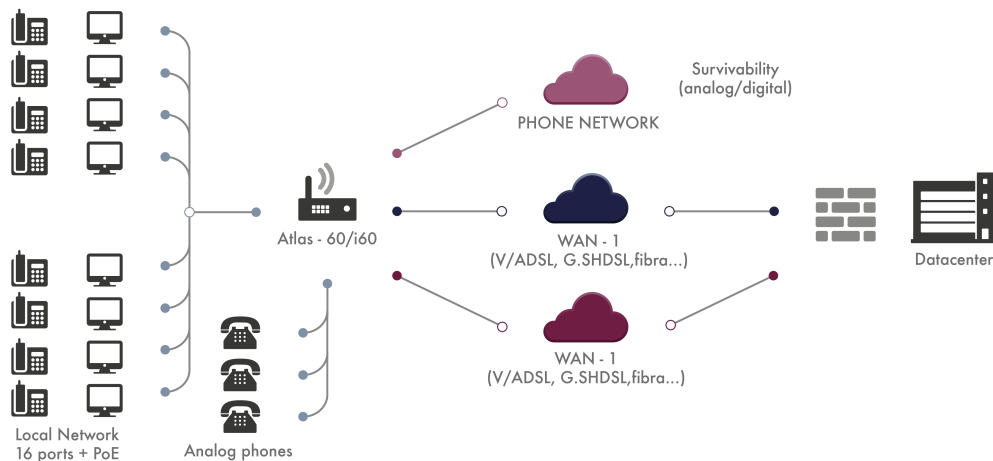 Survivability
(analog/digital)
PHONE NETWORK
Atlas - 60/i60
WAN - 1
(V/ADSL, G.SHDSL,fibra...)
Datacenter
WAN - 1
(V/ADSL, G.SHDSL,fibra...)
Local Network
16 ports + PoE
Analog phones